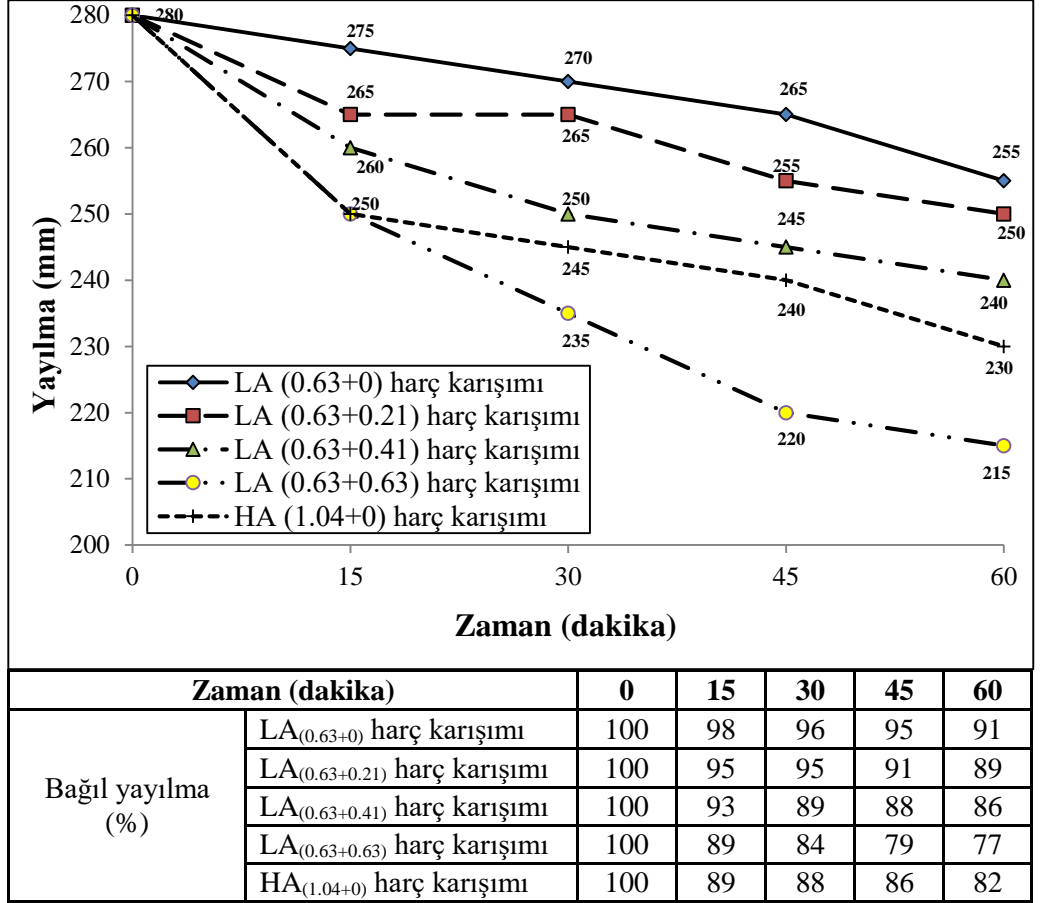 280
270
260
250
240
230
220
210
200
Yayılma (mm)
280
275
270
265
255
265
265
255
250
260
250
245
240
250
245
240
230
235
220
215
LA (0.63+0) harç karışımı
LA (0.63+0.21) harç karışımı
LA (0.63+0.41) harç karışımı
LA (0.63+0.63) harç karışımı
HA (1.04+0) harç karışımı
0 15 30 45 60
Zaman (dakika)
Zaman (dakika) 0 15 30 45 60
Bağıl yayılma
(%)
LA(0.63+0) harç karışımı 100 98 96 95 91
LA(0.63+0.21) harç karışımı 100 95 95 91 89
LA(0.63+0.41) harç karışımı 100 93 89 88 86
LA(0.63+0.63) harç karışımı 100 89 84 79 77
HA(1.04+0) harç karışımı 100 89 88 86 82